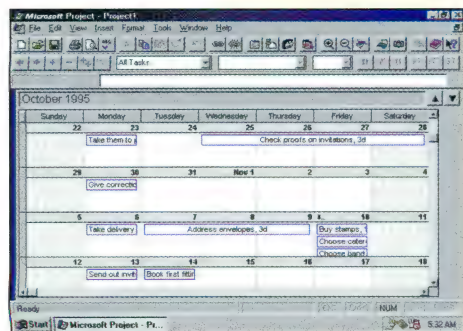 Microsoft Project - Project1
File Edit View Insert Format Tools Window Help
All Tasks
October 1995
Sunday Monday Tuesday Wednesday Thursday Friday Saturday
22 23 24 25 26 27 28
Take them to Check proofs on invitations, 3d
29 30 31 Nov 1 2 3 4
Give correctio
5 6 7 8 9 10 11
Take delivery Address envelopes, 3d Buy stamps,
Choose cater
Choose band
12 13 14 15 16 17 18
Send out invit Book first fittin
Ready NUM
Start Microsoft Project - Pr... 5:32 AM